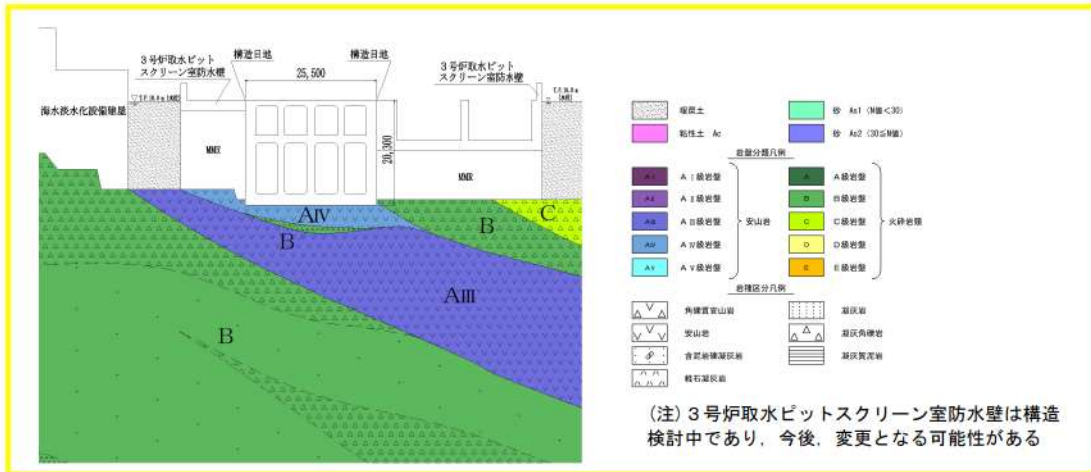 3号炉取水ピット
スクリーン室防水壁
構造目地
構造目地
25,500
3号炉取水ピット
スクリーン室防水壁
海水淡水化設備建屋
T.P.10.0m
T.P.10.0m
20,300
MMR
MMR
AIV
B
B
C
AIII
B
埋戻土
粘性土 Ac
砂 As1 (N値<30)
砂 As2 (30≦N値)
岩盤分類凡例
AⅠ AⅠ級岩盤
AⅡ AⅡ級岩盤
AⅢ AⅢ級岩盤
AⅣ AⅣ級岩盤
AⅤ AⅤ級岩盤
安山岩
A A級岩盤
B B級岩盤
C C級岩盤
D D級岩盤
E E級岩盤
火砕岩類
岩種区分凡例
角礫質安山岩
安山岩
含泥岩礫凝灰岩
軽石凝灰岩
凝灰岩
凝灰角礫岩
凝灰質泥岩
(注)3号炉取水ピットスクリーン室防水壁は構造
検討中であり,今後,変更となる可能性がある